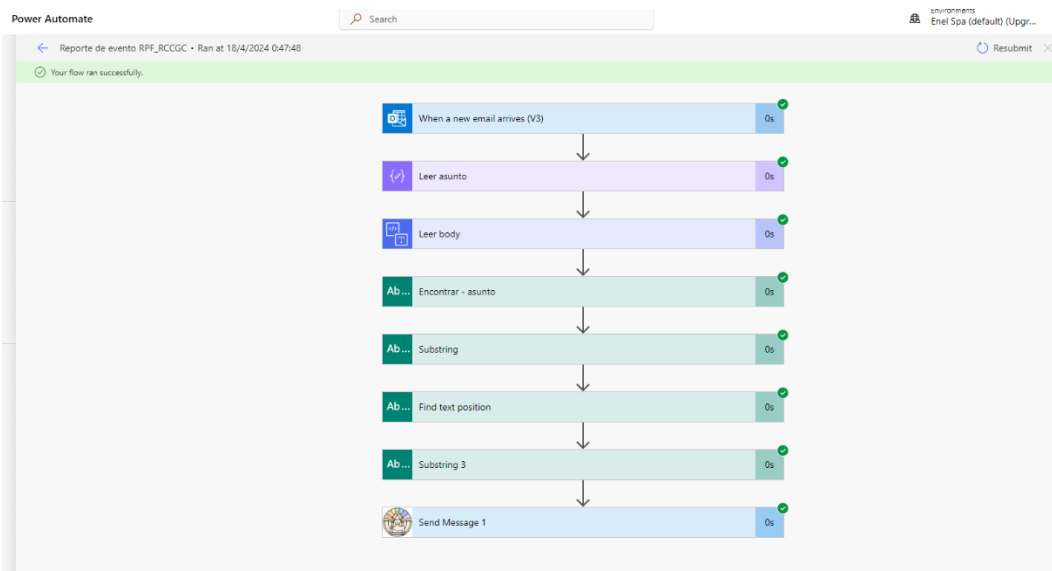 Power Automate
Search
Environments
Enel Spa (default) (Upgr...
Reporte de evento RPF_RCCGC • Ran at 18/4/2024 0:47:48
Resubmit
Your flow ran successfully.
When a new email arrives (V3)
0s
Leer asunto
0s
Leer body
0s
Ab... Encontrar - asunto
0s
Ab... Substring
0s
Ab... Find text position
0s
Ab... Substring 3
0s
Send Message 1
0s